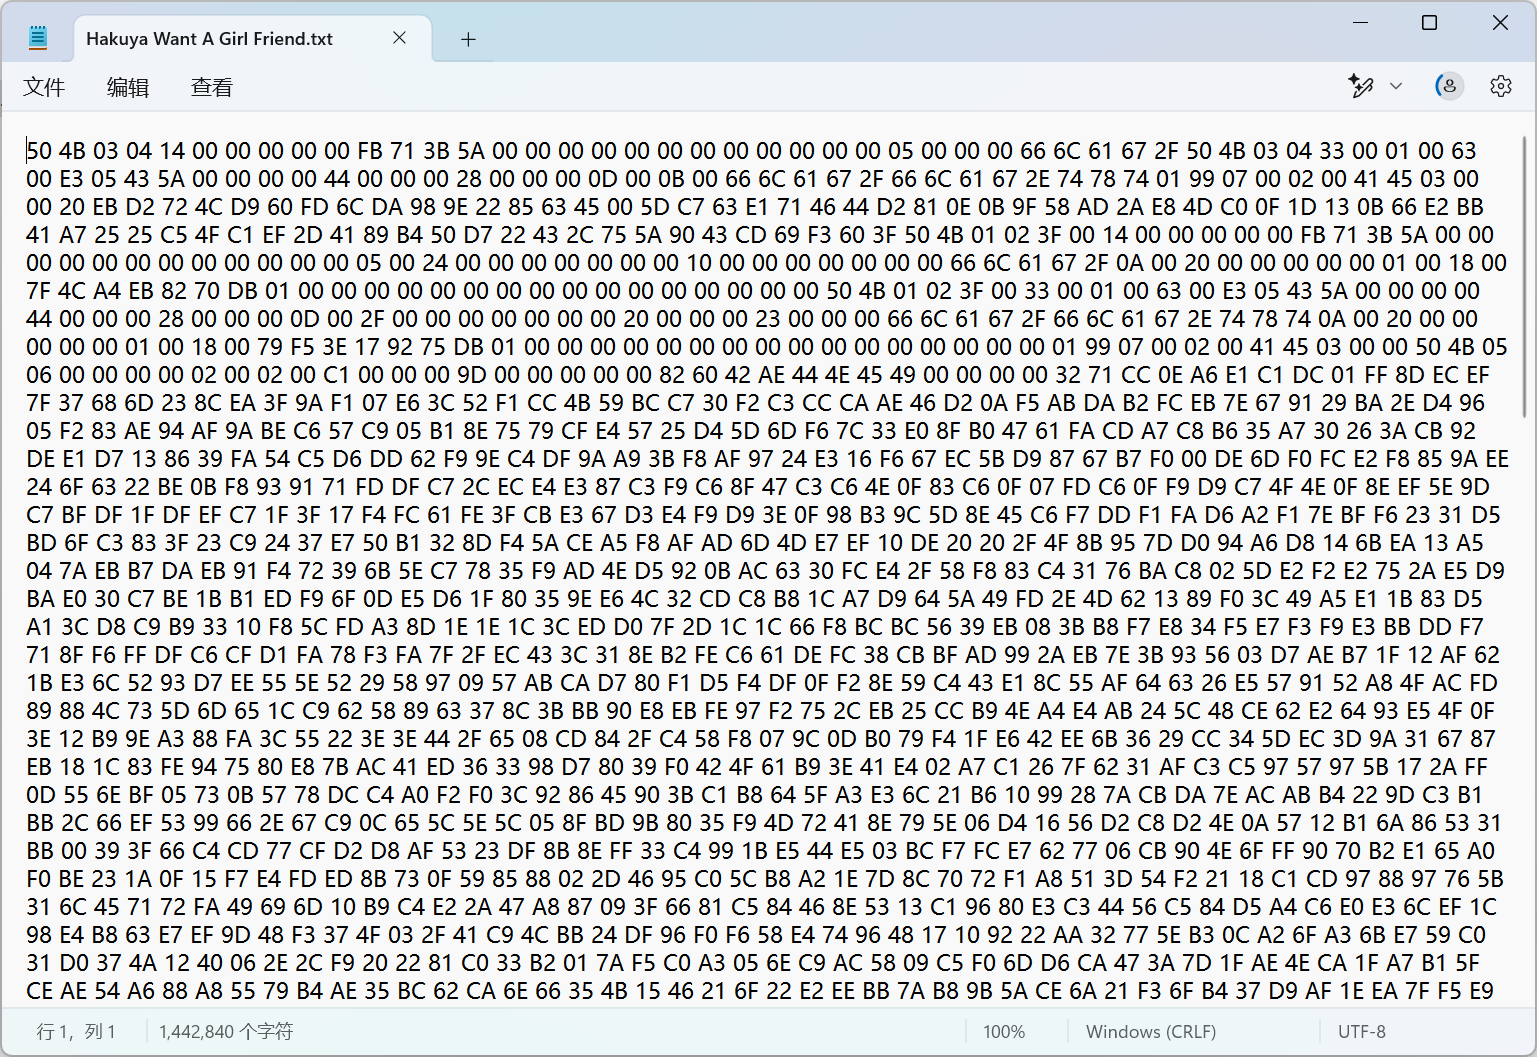 Hakuya Want A Girl Friend.txt
文件 编辑 查看
50 4B 03 04 14 00 00 00 00 00 FB 71 3B 5A 00 00 00 00 00 00 00 00 00 00 00 00 05 00 00 00 66 6C 61 67 2F 50 4B 03 04 33 00 01 00 63
00 E3 05 43 5A 00 00 00 00 44 00 00 00 28 00 00 00 0D 00 0B 00 66 6C 61 67 2F 66 6C 61 67 2E 74 78 74 01 99 07 00 02 00 41 45 03 00
00 20 EB D2 72 4C D9 60 FD 6C DA 98 9E 22 85 63 45 00 5D C7 63 E1 71 46 44 D2 81 0E 0B 9F 58 AD 2A E8 4D C0 0F 1D 13 0B 66 E2 BB
41 A7 25 25 C5 4F C1 EF 2D 41 89 B4 50 D7 22 43 2C 75 5A 90 43 CD 69 F3 60 3F 50 4B 01 02 3F 00 14 00 00 00 00 00 FB 71 3B 5A 00 00
00 00 00 00 00 00 00 00 00 00 05 00 24 00 00 00 00 00 00 00 10 00 00 00 00 00 00 00 66 6C 61 67 2F 0A 00 20 00 00 00 00 00 01 00 18 00
7F 4C A4 EB 82 70 DB 01 00 00 00 00 00 00 00 00 00 00 00 00 00 00 00 00 50 4B 01 02 3F 00 33 00 01 00 63 00 E3 05 43 5A 00 00 00 00
44 00 00 00 28 00 00 00 0D 00 2F 00 00 00 00 00 00 00 20 00 00 00 23 00 00 00 66 6C 61 67 2F 66 6C 61 67 2E 74 78 74 0A 00 20 00 00
00 00 00 01 00 18 00 79 F5 3E 17 92 75 DB 01 00 00 00 00 00 00 00 00 00 00 00 00 00 00 00 00 01 99 07 00 02 00 41 45 03 00 00 50 4B 05
06 00 00 00 00 02 00 02 00 C1 00 00 00 9D 00 00 00 00 00 82 60 42 AE 44 4E 45 49 00 00 00 00 32 71 CC 0E A6 E1 C1 DC 01 FF 8D EC EF
7F 37 68 6D 23 8C EA 3F 9A F1 07 E6 3C 52 F1 CC 4B 59 BC C7 30 F2 C3 CC CA AE 46 D2 0A F5 AB DA B2 FC EB 7E 67 91 29 BA 2E D4 96
05 F2 83 AE 94 AF 9A BE C6 57 C9 05 B1 8E 75 79 CF E4 57 25 D4 5D 6D F6 7C 33 E0 8F B0 47 61 FA CD A7 C8 B6 35 A7 30 26 3A CB 92
DE E1 D7 13 86 39 FA 54 C5 D6 DD 62 F9 9E C4 DF 9A A9 3B F8 AF 97 24 E3 16 F6 67 EC 5B D9 87 67 B7 F0 00 DE 6D F0 FC E2 F8 85 9A EE
24 6F 63 22 BE 0B F8 93 91 71 FD DF C7 2C EC E4 E3 87 C3 F9 C6 8F 47 C3 C6 4E 0F 83 C6 0F 07 FD C6 0F F9 D9 C7 4F 4E 0F 8E EF 5E 9D
C7 BF DF 1F DF EF C7 1F 3F 17 F4 FC 61 FE 3F CB E3 67 D3 E4 F9 D9 3E 0F 98 B3 9C 5D 8E 45 C6 F7 DD F1 FA D6 A2 F1 7E BF F6 23 31 D5
BD 6F C3 83 3F 23 C9 24 37 E7 50 B1 32 8D F4 5A CE A5 F8 AF AD 6D 4D E7 EF 10 DE 20 20 2F 4F 8B 95 7D D0 94 A6 D8 14 6B EA 13 A5
04 7A EB B7 DA EB 91 F4 72 39 6B 5E C7 78 35 F9 AD 4E D5 92 0B AC 63 30 FC E4 2F 58 F8 83 C4 31 76 BA C8 02 5D E2 F2 E2 75 2A E5 D9
BA E0 30 C7 BE 1B B1 ED F9 6F 0D E5 D6 1F 80 35 9E E6 4C 32 CD C8 B8 1C A7 D9 64 5A 49 FD 2E 4D 62 13 89 F0 3C 49 A5 E1 1B 83 D5
A1 3C D8 C9 B9 33 10 F8 5C FD A3 8D 1E 1E 1C 3C ED D0 7F 2D 1C 1C 66 F8 BC BC 56 39 EB 08 3B B8 F7 E8 34 F5 E7 F3 F9 E3 BB DD F7
71 8F F6 FF DF C6 CF D1 FA 78 F3 FA 7F 2F EC 43 3C 31 8E B2 FE C6 61 DE FC 38 CB BF AD 99 2A EB 7E 3B 93 56 03 D7 AE B7 1F 12 AF 62
1B E3 6C 52 93 D7 EE 55 5E 52 29 58 97 09 57 AB CA D7 80 F1 D5 F4 DF 0F F2 8E 59 C4 43 E1 8C 55 AF 64 63 26 E5 57 91 52 A8 4F AC FD
89 88 4C 73 5D 6D 65 1C C9 62 58 89 63 37 8C 3B BB 90 E8 EB FE 97 F2 75 2C EB 25 CC B9 4E A4 E4 AB 24 5C 48 CE 62 E2 64 93 E5 4F 0F
3E 12 B9 9E A3 88 FA 3C 55 22 3E 3E 44 2F 65 08 CD 84 2F C4 58 F8 07 9C 0D B0 79 F4 1F E6 42 EE 6B 36 29 CC 34 5D EC 3D 9A 31 67 87
EB 18 1C 83 FE 94 75 80 E8 7B AC 41 ED 36 33 98 D7 80 39 F0 42 4F 61 B9 3E 41 E4 02 A7 C1 26 7F 62 31 AF C3 C5 97 57 97 5B 17 2A FF
0D 55 6E BF 05 73 0B 57 78 DC C4 A0 F2 F0 3C 92 86 45 90 3B C1 B8 64 5F A3 E3 6C 21 B6 10 99 28 7A CB DA 7E AC AB B4 22 9D C3 B1
BB 2C 66 EF 53 99 66 2E 67 C9 0C 65 5C 5E 5C 05 8F BD 9B 80 35 F9 4D 72 41 8E 79 5E 06 D4 16 56 D2 C8 D2 4E 0A 57 12 B1 6A 86 53 31
BB 00 39 3F 66 C4 CD 77 CF D2 D8 AF 53 23 DF 8B 8E FF 33 C4 99 1B E5 44 E5 03 BC F7 FC E7 62 77 06 CB 90 4E 6F FF 90 70 B2 E1 65 A0
F0 BE 23 1A 0F 15 F7 E4 FD ED 8B 73 0F 59 85 88 02 2D 46 95 C0 5C B8 A2 1E 7D 8C 70 72 F1 A8 51 3D 54 F2 21 18 C1 CD 97 88 97 76 5B
31 6C 45 71 72 FA 49 69 6D 10 B9 C4 E2 2A 47 A8 87 09 3F 66 81 C5 84 46 8E 53 13 C1 96 80 E3 C3 44 56 C5 84 D5 A4 C6 E0 E3 6C EF 1C
98 E4 B8 63 E7 EF 9D 48 F3 37 4F 03 2F 41 C9 4C BB 24 DF 96 F0 F6 58 E4 74 96 48 17 10 92 22 AA 32 77 5E B3 0C A2 6F A3 6B E7 59 C0
31 D0 37 4A 12 40 06 2E 2C F9 20 22 81 C0 33 B2 01 7A F5 C0 A3 05 6E C9 AC 58 09 C5 F0 6D D6 CA 47 3A 7D 1F AE 4E CA 1F A7 B1 5F
CE AE 54 A6 88 A8 55 79 B4 AE 35 BC 62 CA 6E 66 35 4B 15 46 21 6F 22 E2 EE BB 7A B8 9B 5A CE 6A 21 F3 6F B4 37 D9 AF 1E EA 7F F5 E9
行 1，列 1 1,442,840 个字符 100% Windows (CRLF) UTF-8